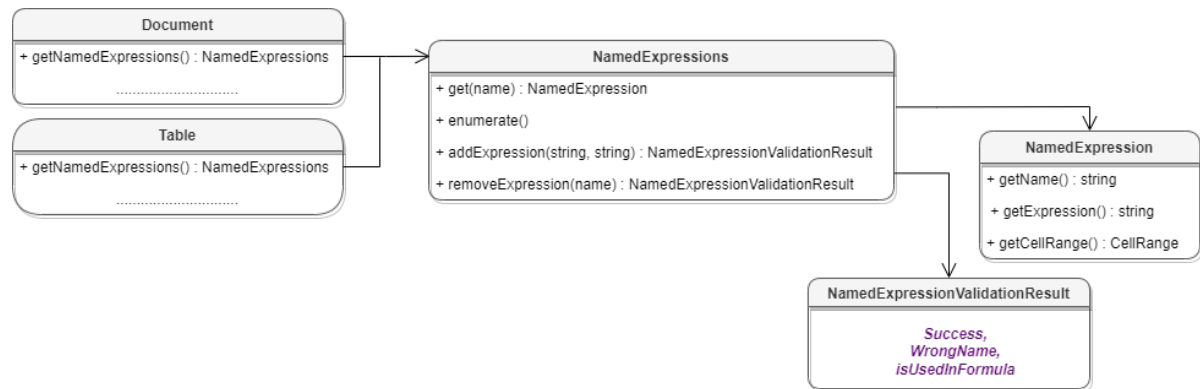 Document
+ getNamedExpressions() : NamedExpressions
..............................
Table
+ getNamedExpressions() : NamedExpressions
..............................
NamedExpressions
+ get(name) : NamedExpression
+ enumerate()
+ addExpression(string, string) : NamedExpressionValidationResult
+ removeExpression(name) : NamedExpressionValidationResult
NamedExpression
+ getName() : string
+ getExpression() : string
+ getCellRange() : CellRange
NamedExpressionValidationResult
Success,
WrongName,
isUsedInFormula